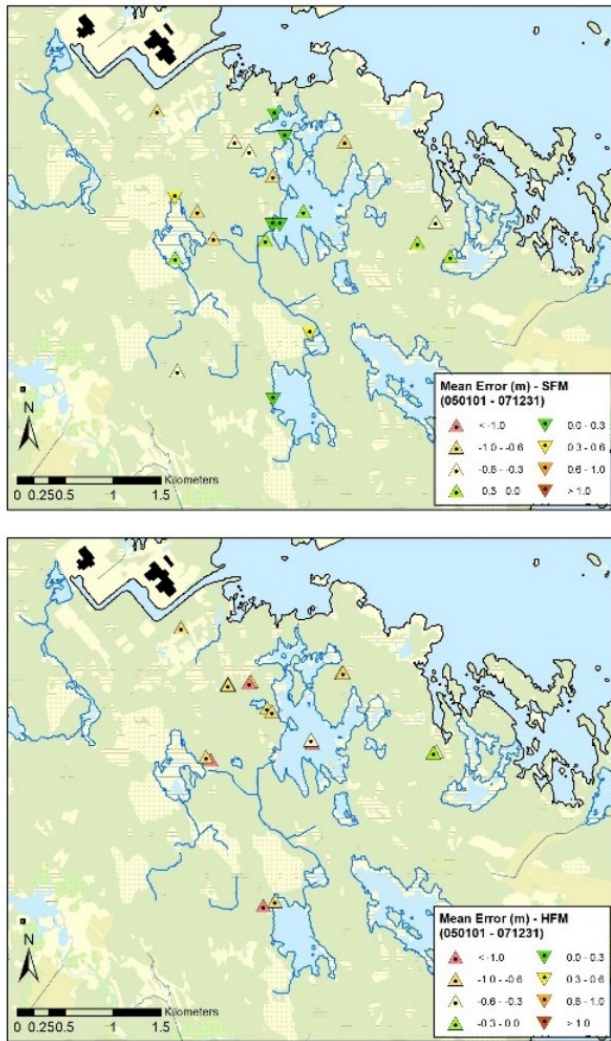 Mean Error (m) - SFM
(050101 - 071231)
< -1.0 0.0 - 0.3
-1.0 - -0.6 0.3 - 0.6
-0.6 - -0.3 0.6 - 1.0
-0.3 - 0.0 > 1.0
N
Kilometers
0 0.25 0.5 1 1.5
Mean Error (m) - HFM
(050101 - 071231)
< -1.0 0.0 - 0.3
-1.0 - -0.6 0.3 - 0.6
-0.6 - -0.3 0.6 - 1.0
-0.3 - 0.0 > 1.0
N
Kilometers
0 0.25 0.5 1 1.5